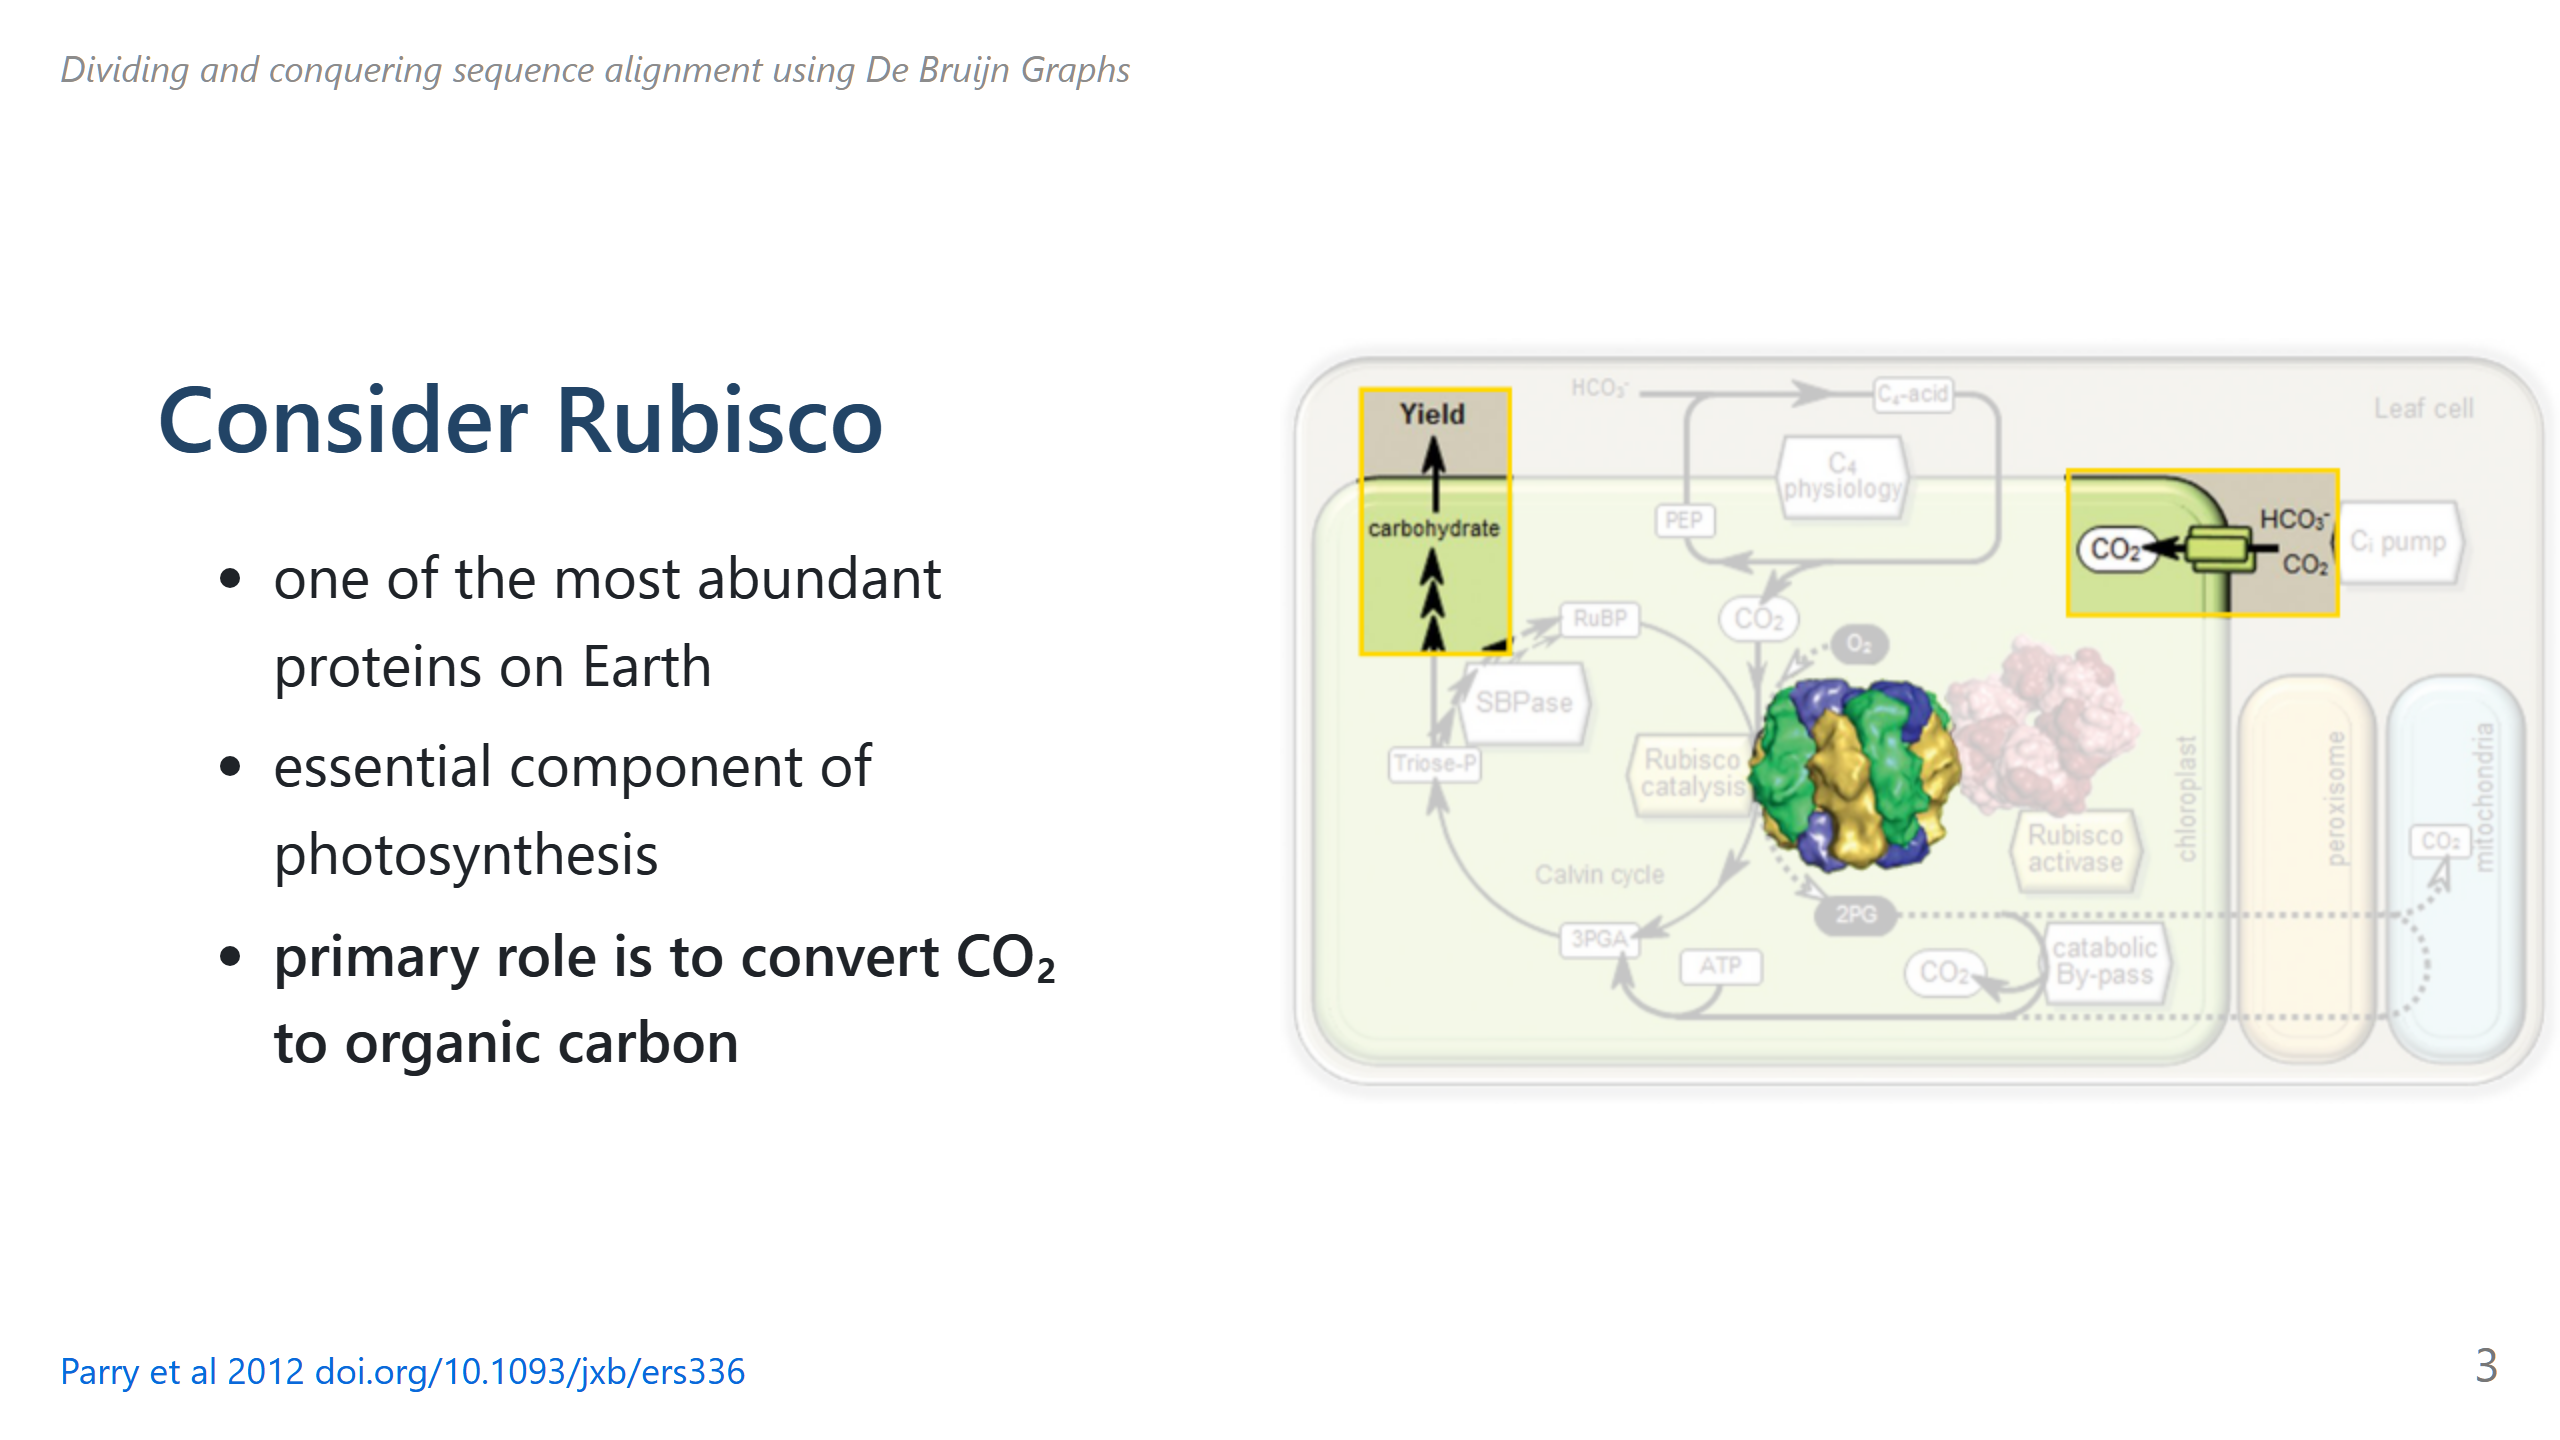 Dividing and conquering sequence alignment using De Bruijn Graphs
Consider Rubisco
• one of the most abundant
proteins on Earth
• essential component of
photosynthesis
• primary role is to convert CO₂
to organic carbon
Yield
carbohydrate
HCO₃⁻
C₄-acid
C₄
physiology
PEP
Leaf cell
CO₂
HCO₃⁻
CO₂
Cᵢ pump
RuBP
CO₂
O₂
SBPase
Triose-P
Rubisco
catalysis
Rubisco
activase
chloroplast
peroxisome
mitochondria
CO₂
Calvin cycle
2PG
3PGA
ATP
CO₂
catabolic
By-pass
Parry et al 2012 doi.org/10.1093/jxb/ers336
3